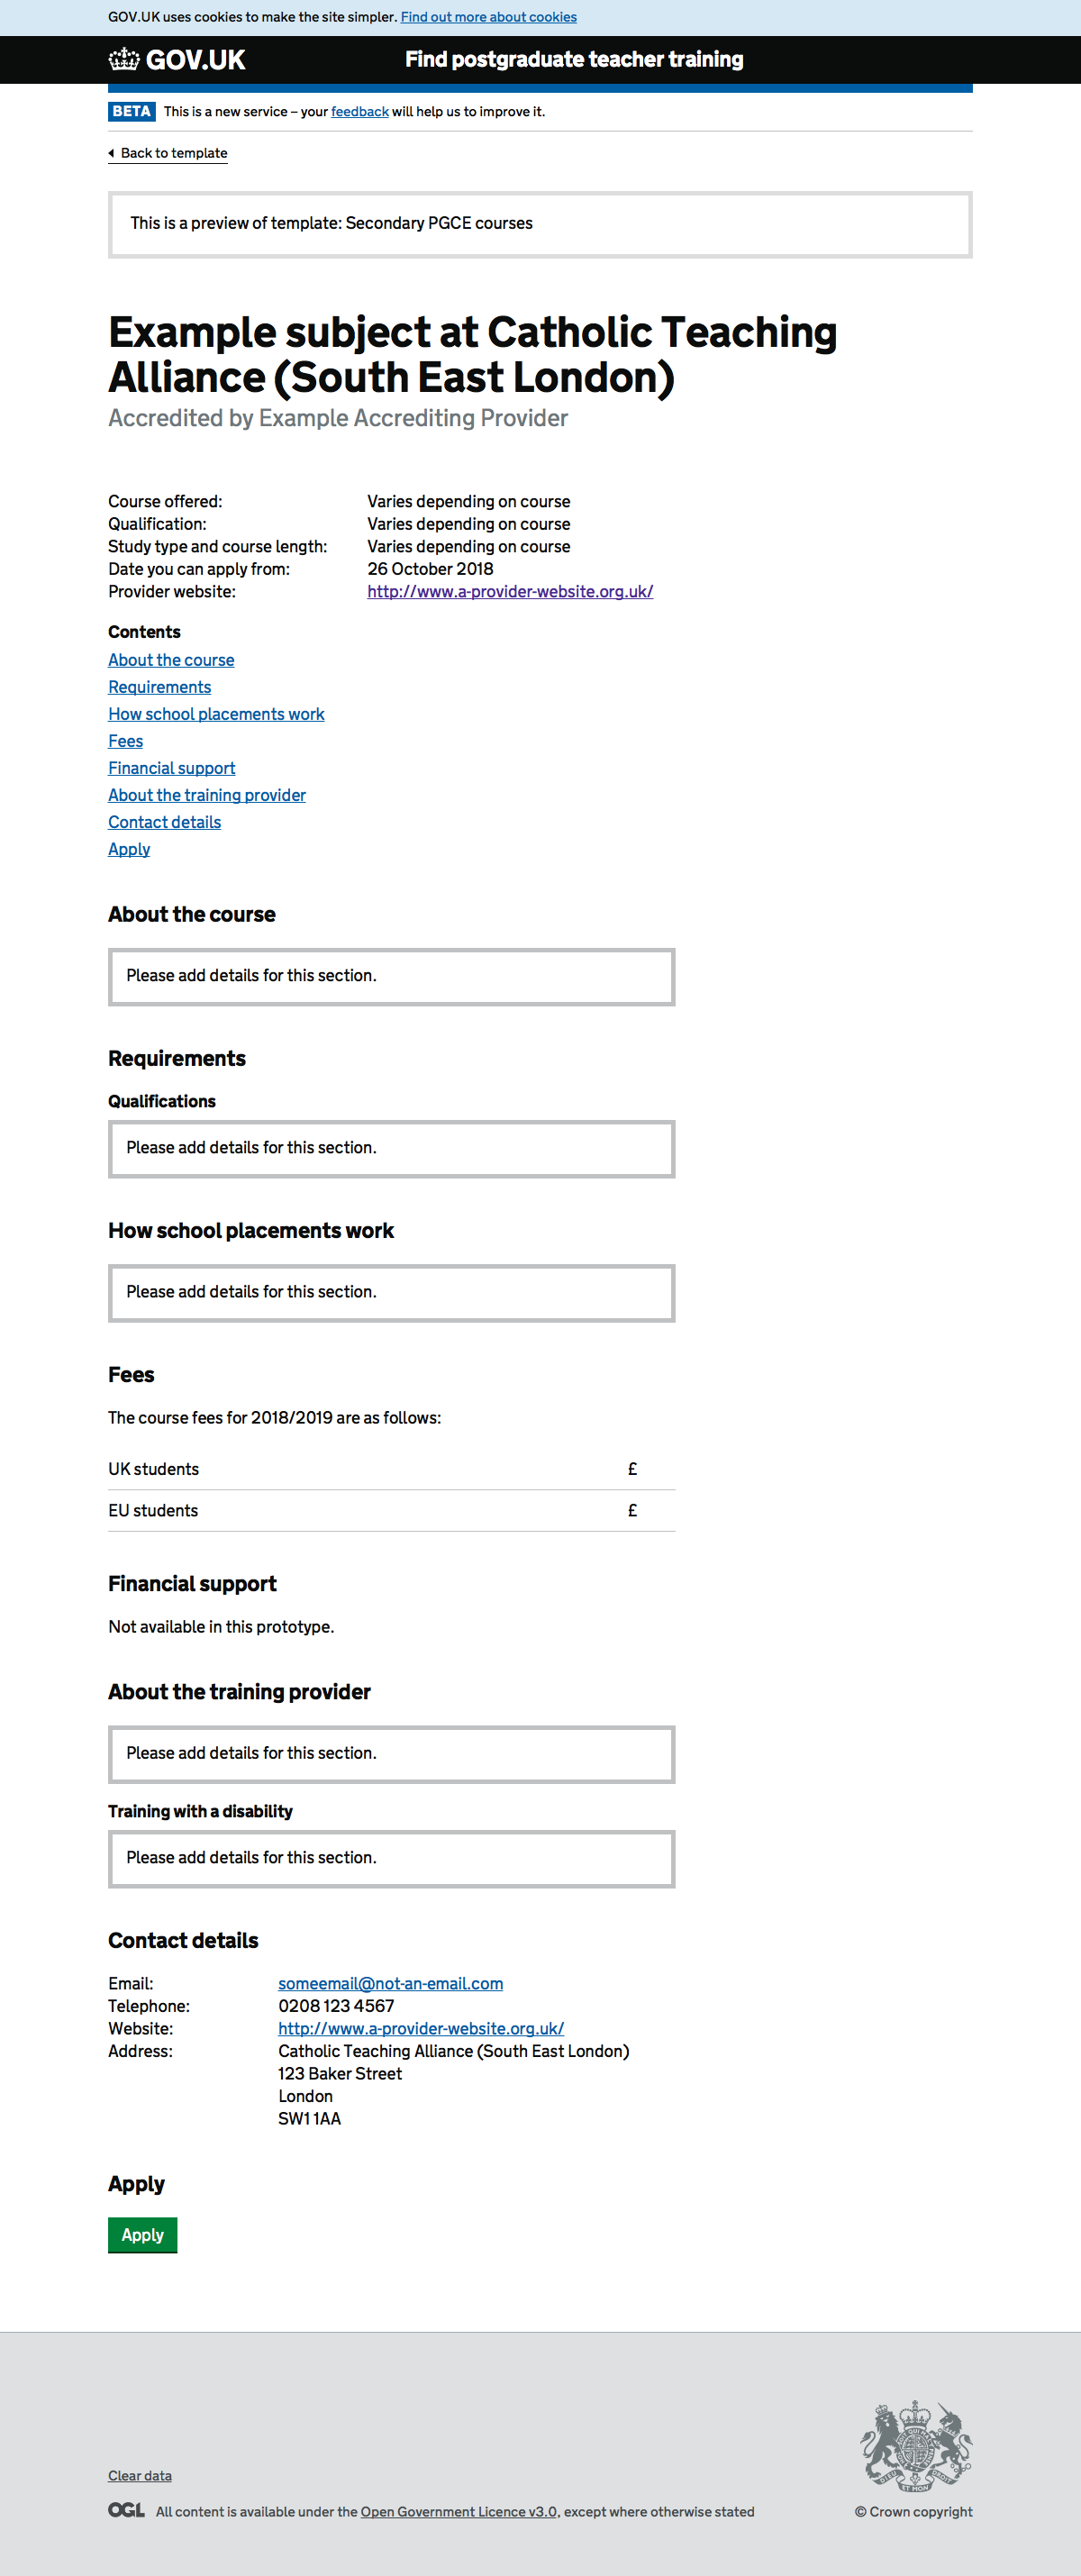 GOV.UK uses cookies to make the site simpler. Find out more about cookies
GOV.UK
Find postgraduate teacher training
BETA This is a new service – your feedback will help us to improve it.
Back to template
This is a preview of template: Secondary PGCE courses
Example subject at Catholic Teaching
Alliance (South East London)
Accredited by Example Accrediting Provider
Course offered: Varies depending on course
Qualification: Varies depending on course
Study type and course length: Varies depending on course
Date you can apply from: 26 October 2018
Provider website: http://www.a-provider-website.org.uk/
Contents
About the course
Requirements
How school placements work
Fees
Financial support
About the training provider
Contact details
Apply
About the course
Please add details for this section.
Requirements
Qualifications
Please add details for this section.
How school placements work
Please add details for this section.
Fees
The course fees for 2018/2019 are as follows:
UK students £
EU students £
Financial support
Not available in this prototype.
About the training provider
Please add details for this section.
Training with a disability
Please add details for this section.
Contact details
Email: someemail@not-an-email.com
Telephone: 0208 123 4567
Website: http://www.a-provider-website.org.uk/
Address: Catholic Teaching Alliance (South East London)
123 Baker Street
London
SW1 1AA
Apply
Apply
Clear data
OGL All content is available under the Open Government Licence v3.0, except where otherwise stated
© Crown copyright